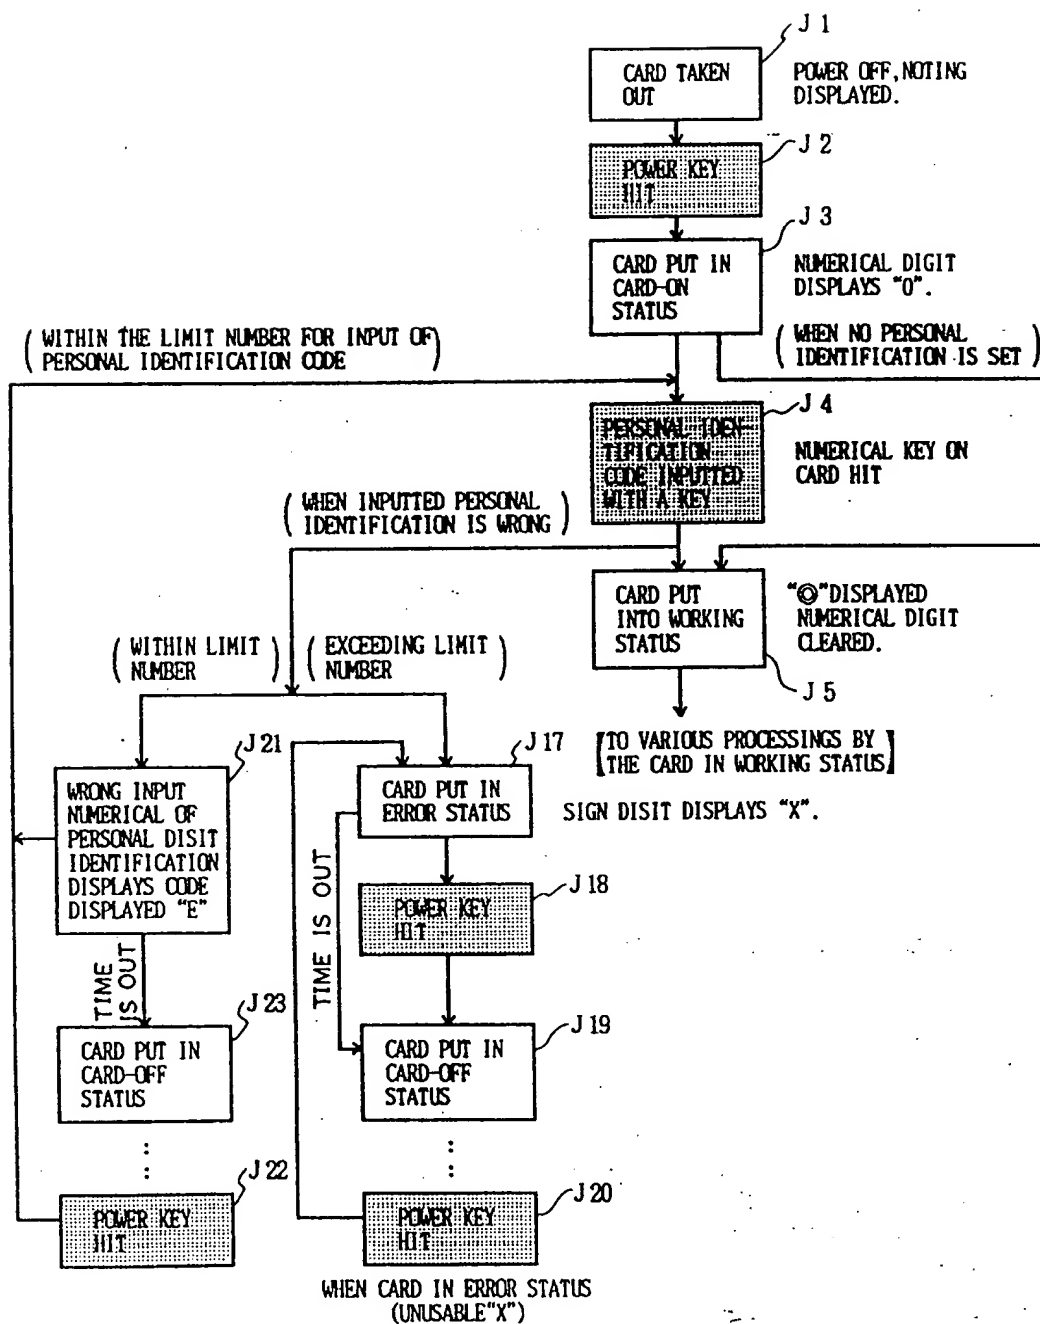 J 1
CARD TAKEN
OUT
POWER OFF, NOTING
DISPLAYED.
J 2
POWER KEY
HIT
J 3
CARD PUT IN
CARD-ON
STATUS
NUMERICAL DIGIT
DISPLAYS "0".
(WITHIN THE LIMIT NUMBER FOR INPUT OF
PERSONAL IDENTIFICATION CODE)
(WHEN NO PERSONAL
IDENTIFICATION IS SET)
J 4
PERSONAL IDEN-
TIFICATION
CODE INPUTTED
WITH A KEY
NUMERICAL KEY ON
CARD HIT
(WHEN INPUTTED PERSONAL
IDENTIFICATION IS WRONG)
CARD PUT
INTO WORKING
STATUS
"◎"DISPLAYED
NUMERICAL DIGIT
CLEARED.
J 5
(WITHIN LIMIT
NUMBER)
(EXCEEDING LIMIT
NUMBER)
[TO VARIOUS PROCESSINGS BY
THE CARD IN WORKING STATUS]
J 21
WRONG INPUT
NUMERICAL OF
PERSONAL DISIT
IDENTIFICATION
DISPLAYS CODE
DISPLAYED "E"
J 17
CARD PUT IN
ERROR STATUS
SIGN DISIT DISPLAYS "X".
TIME IS OUT
J 18
POWER KEY
HIT
TIME
IS OUT
J 23
CARD PUT IN
CARD-OFF
STATUS
J 19
CARD PUT IN
CARD-OFF
STATUS
J 22
POWER KEY
HIT
J 20
POWER KEY
HIT
WHEN CARD IN ERROR STATUS
(UNUSABLE"X")